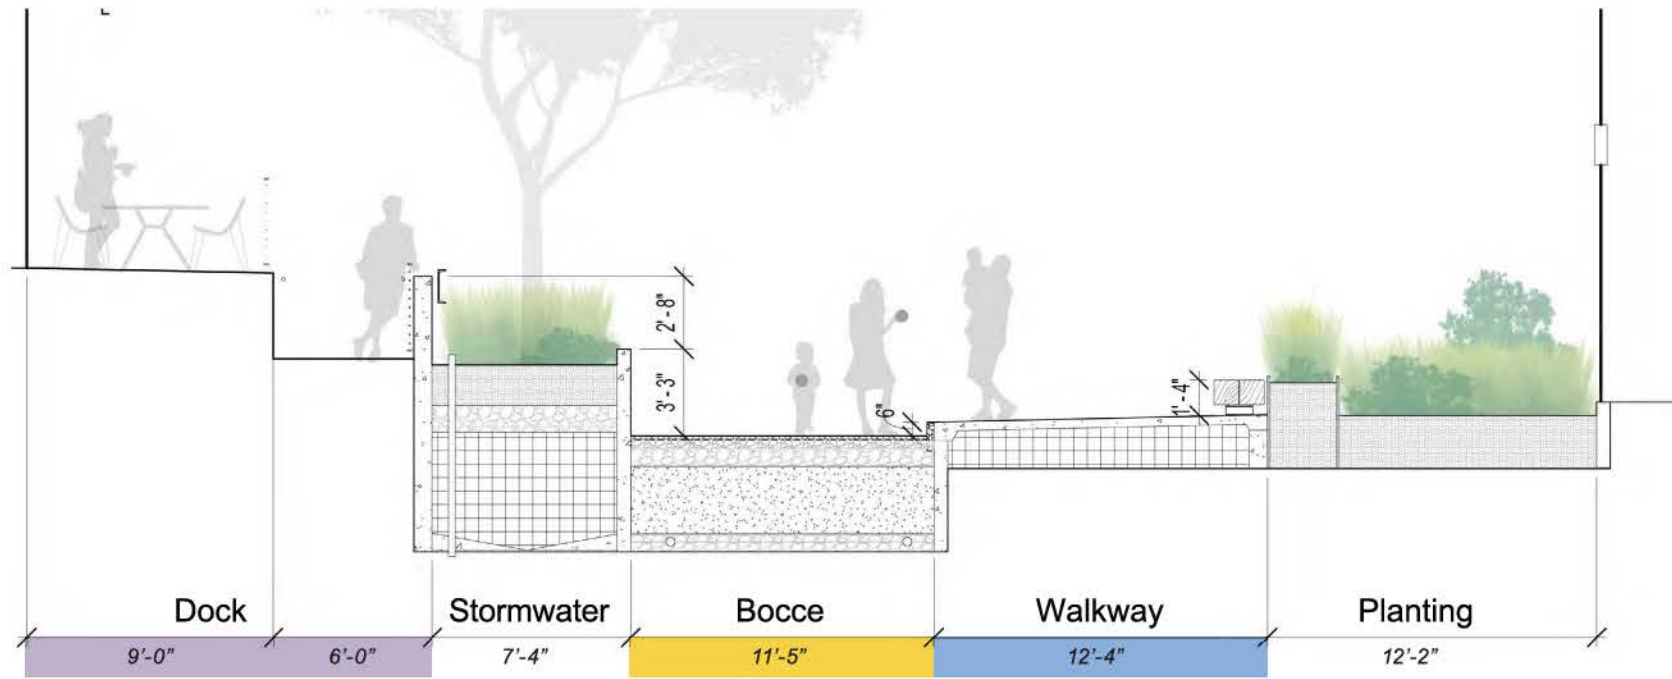 2'-8"
3'-3"
6"
1'-4"
Dock Stormwater Bocce Walkway Planting
9'-0" 6'-0" 7'-4" 11'-5" 12'-4" 12'-2"